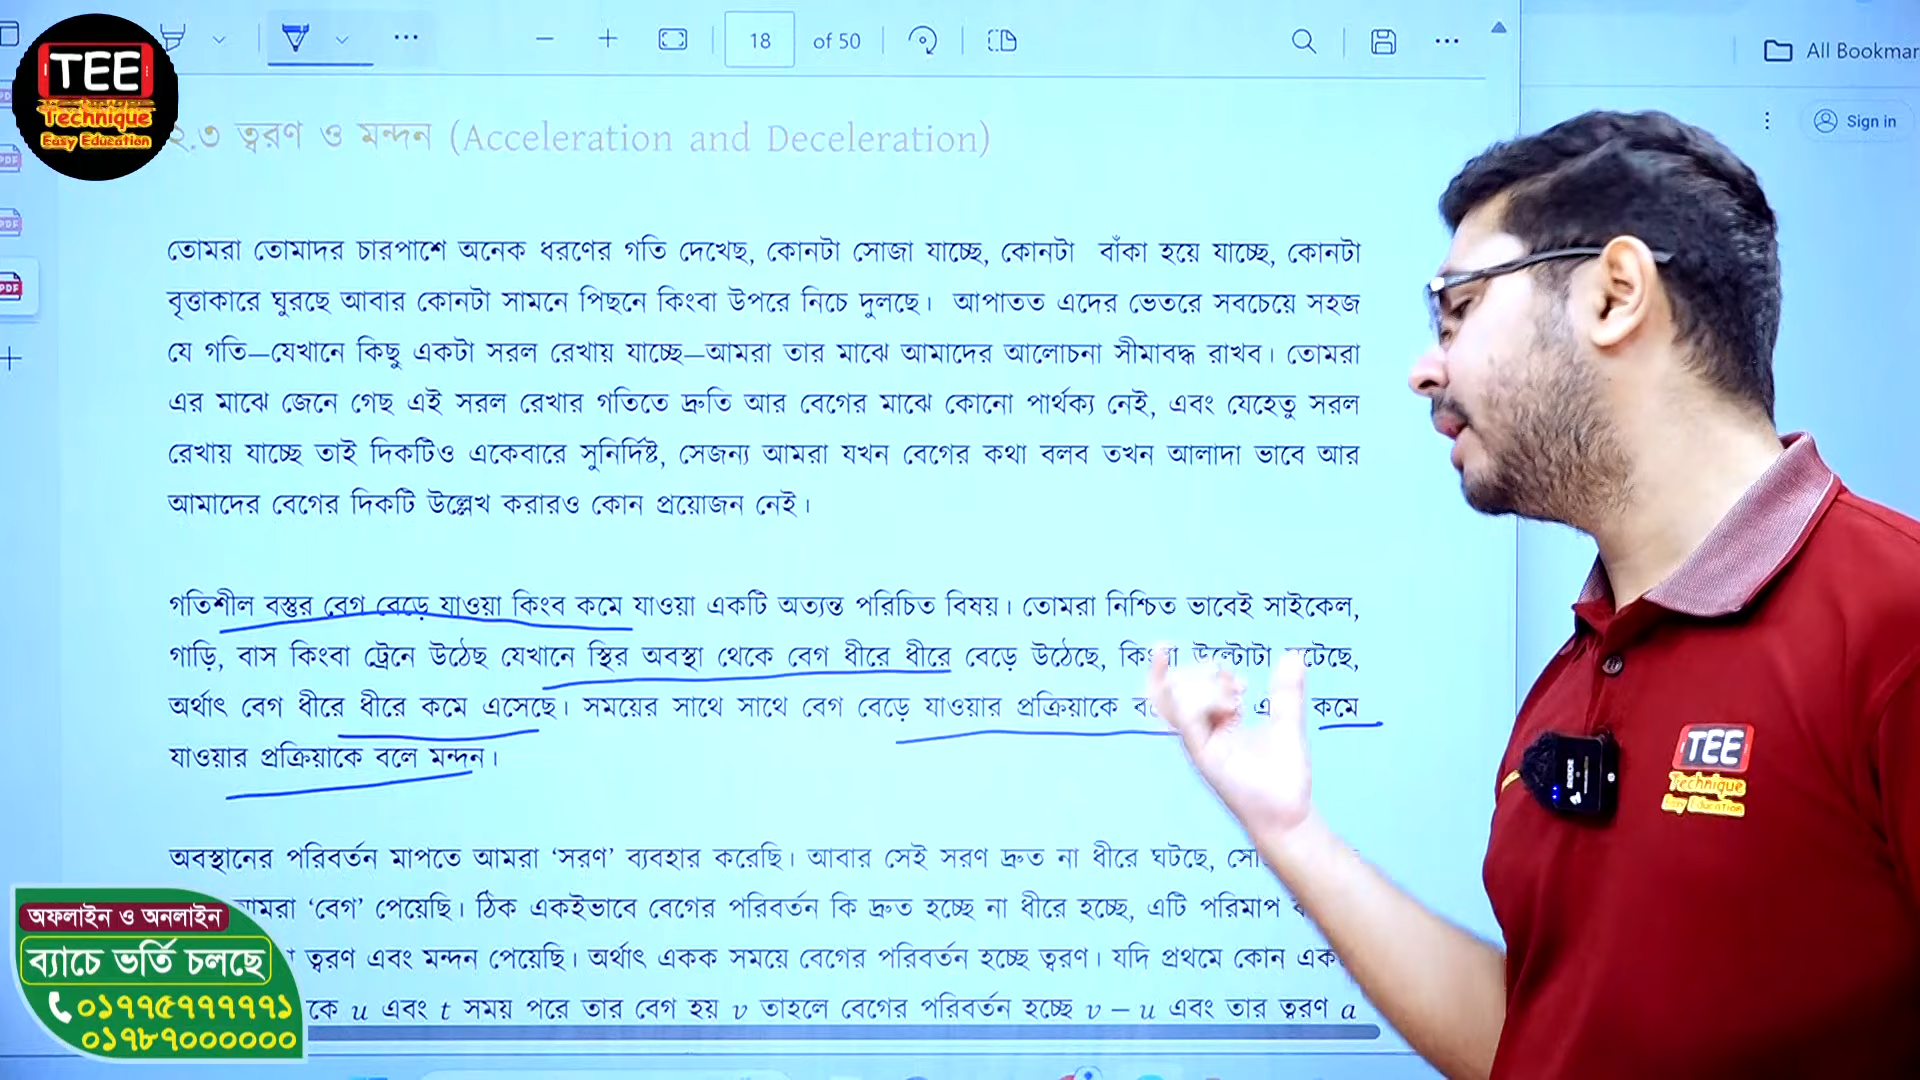 18 of 50
All Bookmar
Sign in
TEE
Technique
Easy Education
২.৩ ত্বরণ ও মন্দন (Acceleration and Deceleration)
তোমরা তোমাদর চারপাশে অনেক ধরণের গতি দেখেছ, কোনটা সোজা যাচ্ছে, কোনটা বাঁকা হয়ে যাচ্ছে, কোনটা
বৃত্তাকারে ঘুরছে আবার কোনটা সামনে পিছনে কিংবা উপরে নিচে দুলছে। আপাতত এদের ভেতরে সবচেয়ে সহজ
যে গতি—যেখানে কিছু একটা সরল রেখায় যাচ্ছে—আমরা তার মাঝে আমাদের আলোচনা সীমাবদ্ধ রাখব। তোমরা
এর মাঝে জেনে গেছ এই সরল রেখার গতিতে দ্রুতি আর বেগের মাঝে কোনো পার্থক্য নেই, এবং যেহেতু সরল
রেখায় যাচ্ছে তাই দিকটিও একেবারে সুনির্দিষ্ট, সেজন্য আমরা যখন বেগের কথা বলব তখন আলাদা ভাবে আর
আমাদের বেগের দিকটি উল্লেখ করারও কোন প্রয়োজন নেই।
গতিশীল বস্তুর বেগ বেড়ে যাওয়া কিংব কমে যাওয়া একটি অত্যন্ত পরিচিত বিষয়। তোমরা নিশ্চিত ভাবেই সাইকেল,
গাড়ি, বাস কিংবা ট্রেনে উঠেছ যেখানে স্থির অবস্থা থেকে বেগ ধীরে ধীরে বেড়ে উঠেছে, কিংবা উল্টোটা ঘটেছে,
অর্থাৎ বেগ ধীরে ধীরে কমে এসেছে। সময়ের সাথে সাথে বেগ বেড়ে যাওয়ার প্রক্রিয়াকে কমে
যাওয়ার প্রক্রিয়াকে বলে মন্দন।
অবস্থানের পরিবর্তন মাপতে আমরা ‘সরণ’ ব্যবহার করেছি। আবার সেই সরণ দ্রুত না ধীরে ঘটছে,
আমরা ‘বেগ’ পেয়েছি। ঠিক একইভাবে বেগের পরিবর্তন কি দ্রুত হচ্ছে না ধীরে হচ্ছে, এটি পরিমাপ
ত্বরণ এবং মন্দন পেয়েছি। অর্থাৎ একক সময়ে বেগের পরিবর্তন হচ্ছে ত্বরণ। যদি প্রথমে কোন
u এবং t সময় পরে তার বেগ হয় v তাহলে বেগের পরিবর্তন হচ্ছে v − u এবং তার ত্বরণ a
TEE
Technique
Easy Education
RODE
অফলাইন ও অনলাইন
ব্যাচে ভর্তি চলছে
০১৭৭৫৭৭৭৭৭১
০১৭৮৭০০০০০০